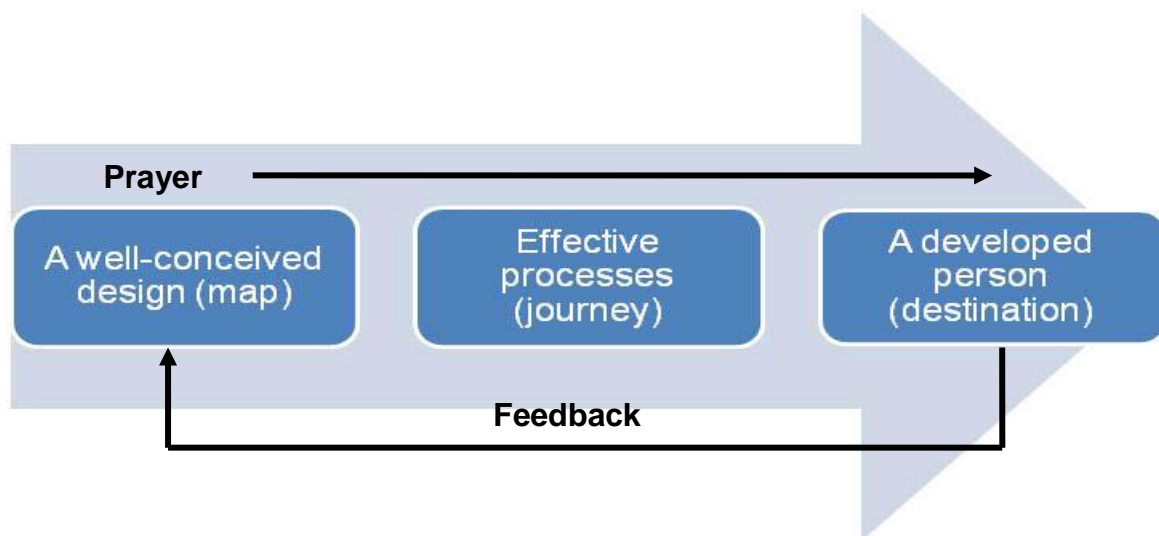 Prayer
A well-conceived
design (map)
Effective
processes
(journey)
A developed
person
(destination)
Feedback